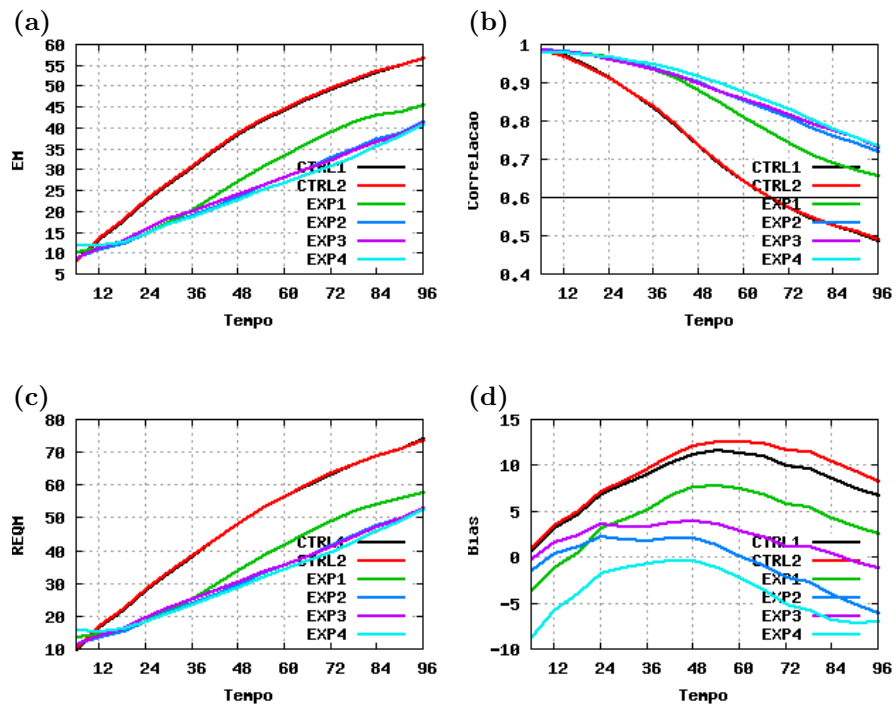 (a)
60
55
50
45
40
35
30
25
20
15
10
5
EM
CTRL1
CTRL2
EXP1
EXP2
EXP3
EXP4
12 24 36 48 60 72 84 96
Tempo
(b)
1
0.9
0.8
0.7
0.6
0.5
0.4
Correlacao
CTRL1
CTRL2
EXP1
EXP2
EXP3
EXP4
12 24 36 48 60 72 84 96
Tempo
(c)
80
70
60
50
40
30
20
10
REQM
CTRL1
CTRL2
EXP1
EXP2
EXP3
EXP4
12 24 36 48 60 72 84 96
Tempo
(d)
15
10
5
0
-5
-10
Bias
CTRL1
CTRL2
EXP1
EXP2
EXP3
EXP4
12 24 36 48 60 72 84 96
Tempo